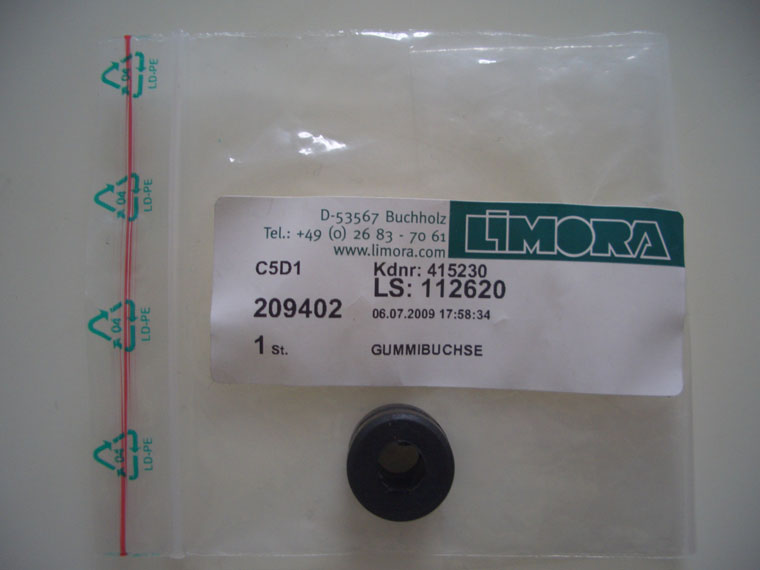 04
LD-PE
04
LD-PE
04
LD-PE
04
LD-PE
D-53567 Buchholz
Tel.: +49 (0) 26 83 - 70 61
www.limora.com
LiMORA
C5D1 Kdnr: 415230
LS: 112620
209402 06.07.2009 17:58:34
1 St. GUMMIBUCHSE